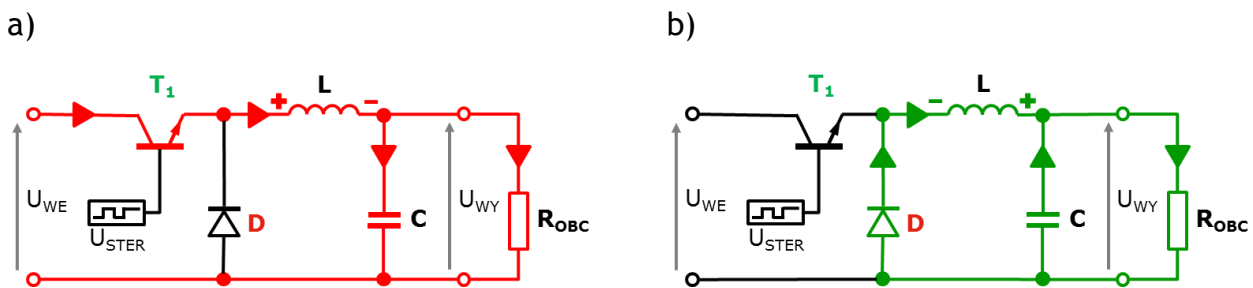 a)
T1
+ L -
UWE
USTER
D
C
UWY
ROBC
b)
T1
- L +
UWE
USTER
D
C
UWY
ROBC